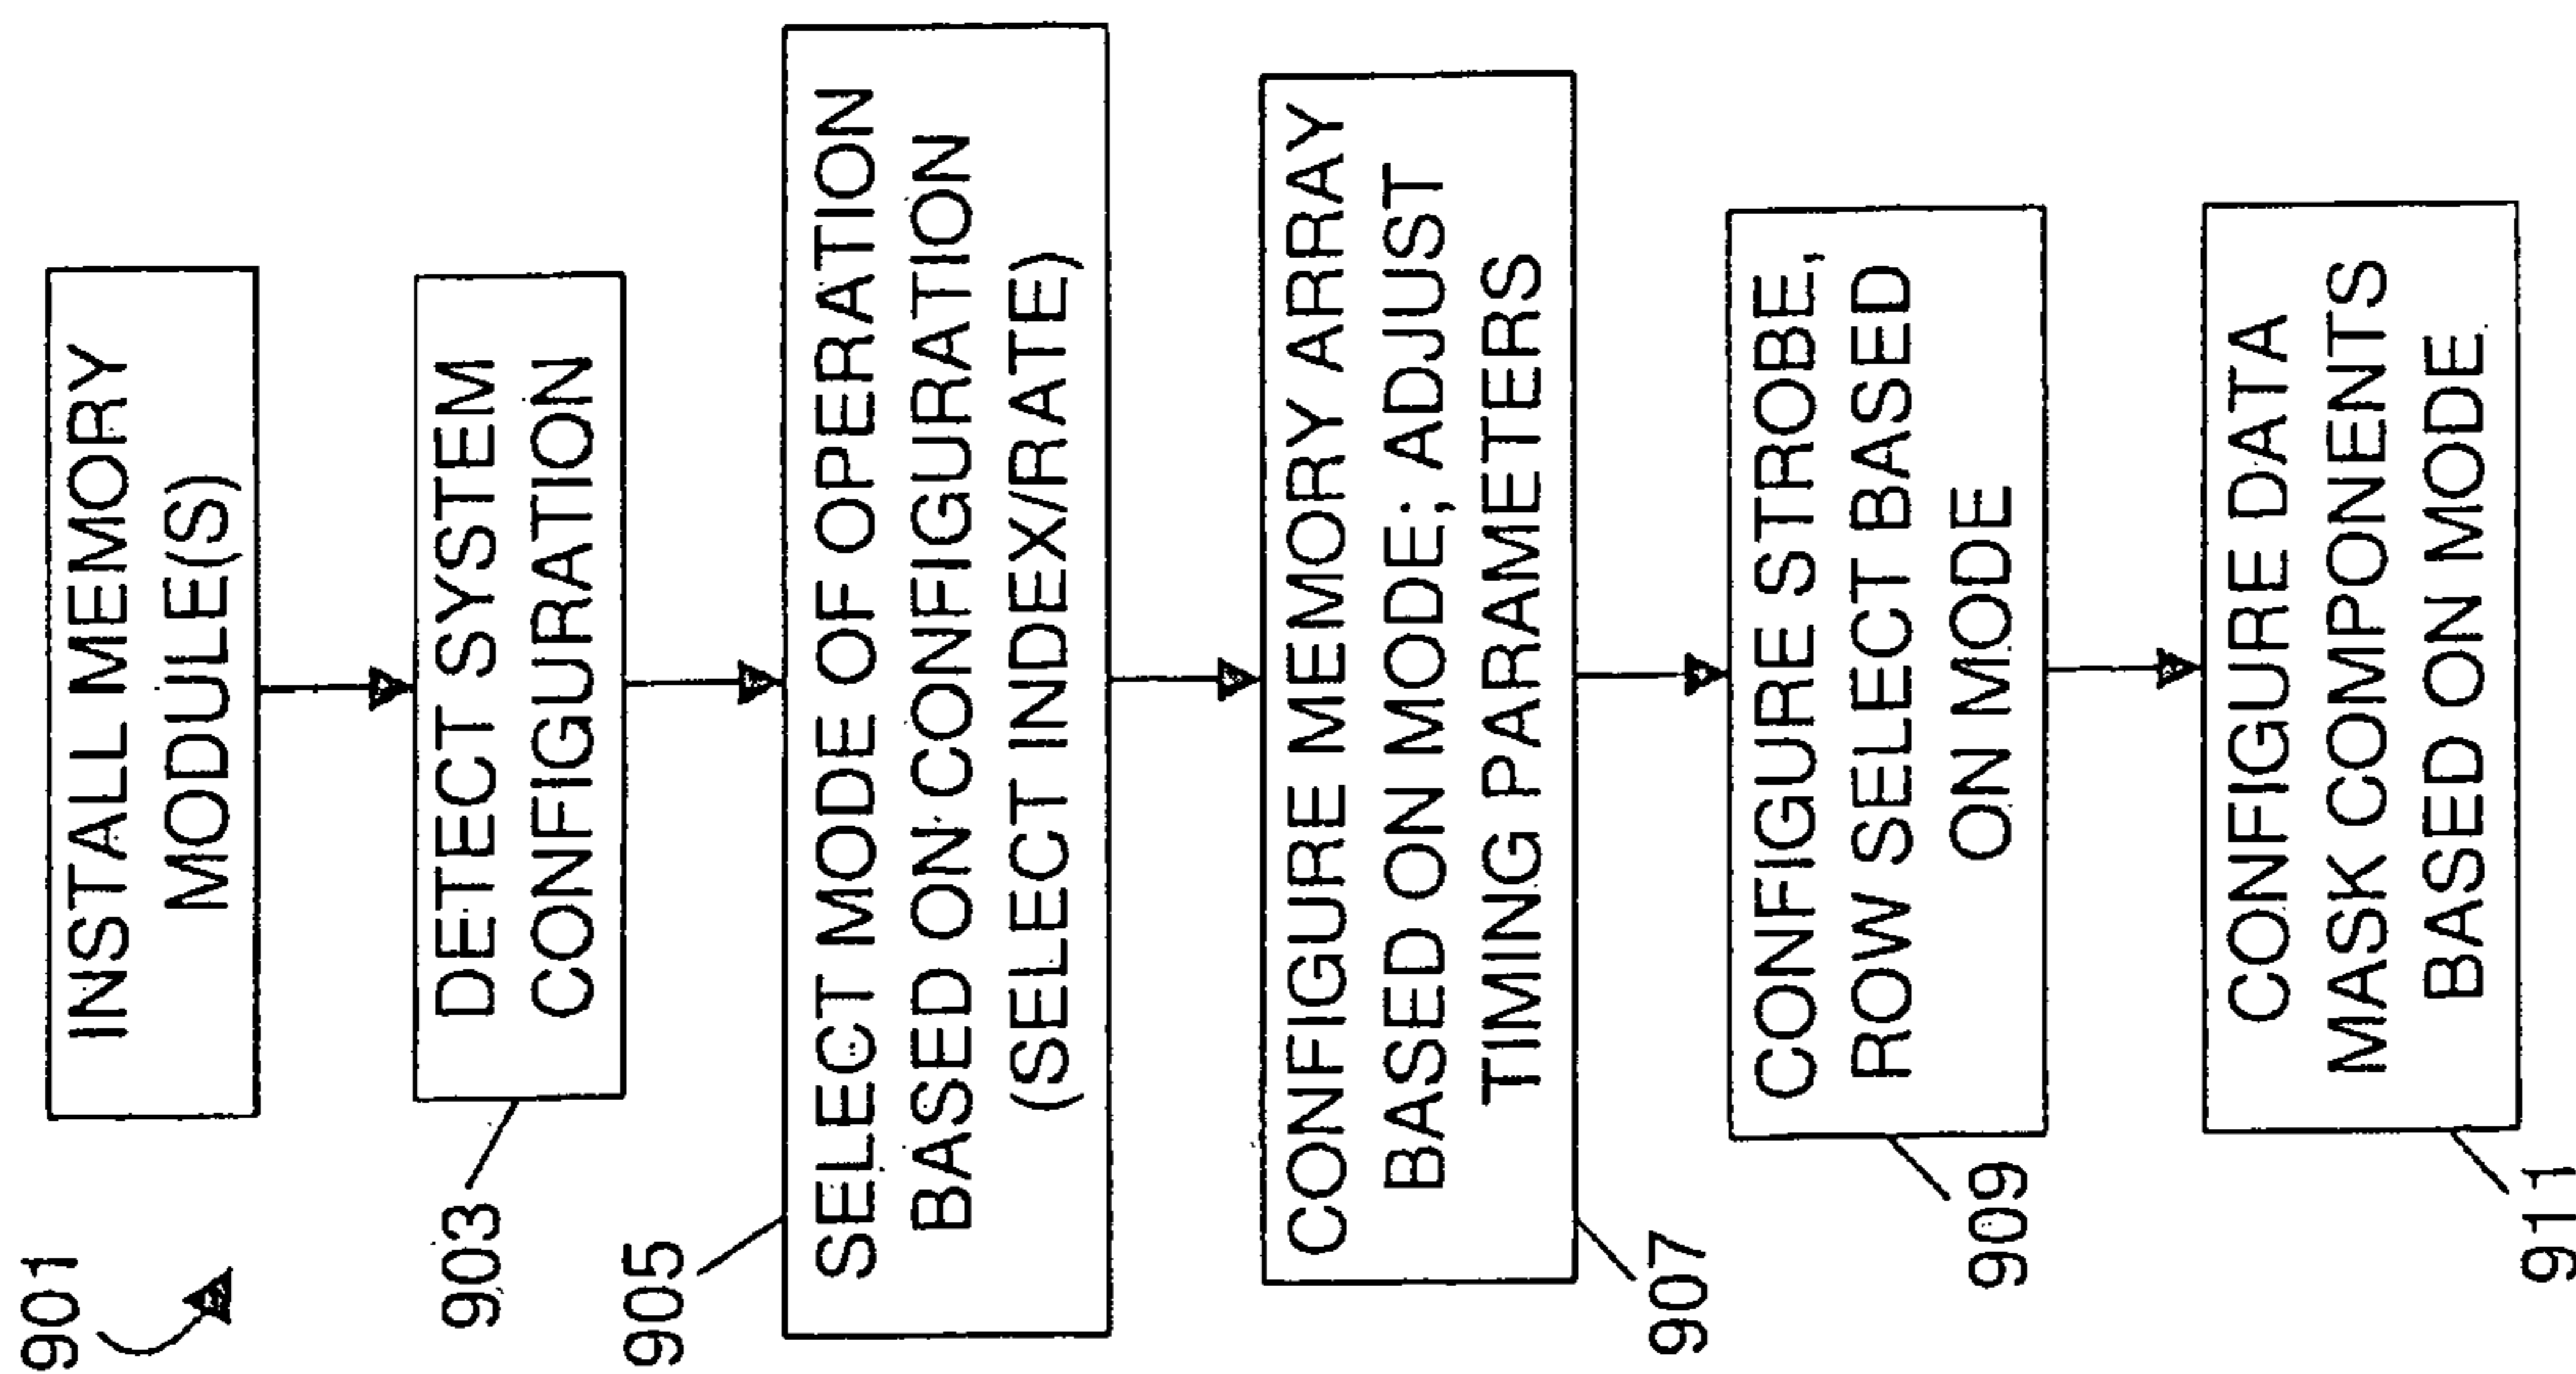 901
INSTALL MEMORY
MODULE(S)
903
DETECT SYSTEM
CONFIGURATION
905
SELECT MODE OF OPERATION
BASED ON CONFIGURATION
(SELECT INDEX/RATE)
907
CONFIGURE MEMORY ARRAY
BASED ON MODE; ADJUST
TIMING PARAMETERS
909
CONFIGURE STROBE,
ROW SELECT BASED
ON MODE
911
CONFIGURE DATA
MASK COMPONENTS
BASED ON MODE